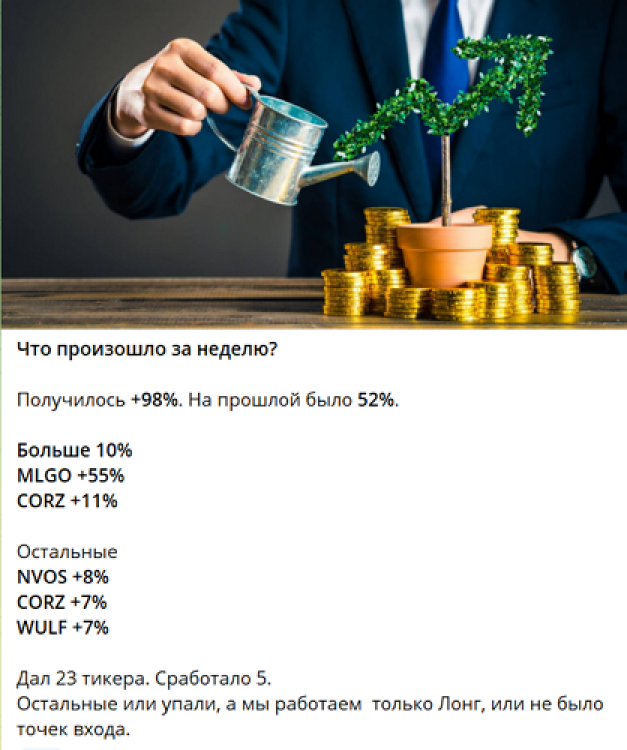 Что произошло за неделю?
Получилось +98%. На прошлой было 52%.
Больше 10%
MLGO +55%
CORZ +11%
Остальные
NVOS +8%
CORZ +7%
WULF +7%
Дал 23 тикера. Сработало 5.
Остальные или упали, а мы работаем только Лонг, или не было
точек входа.